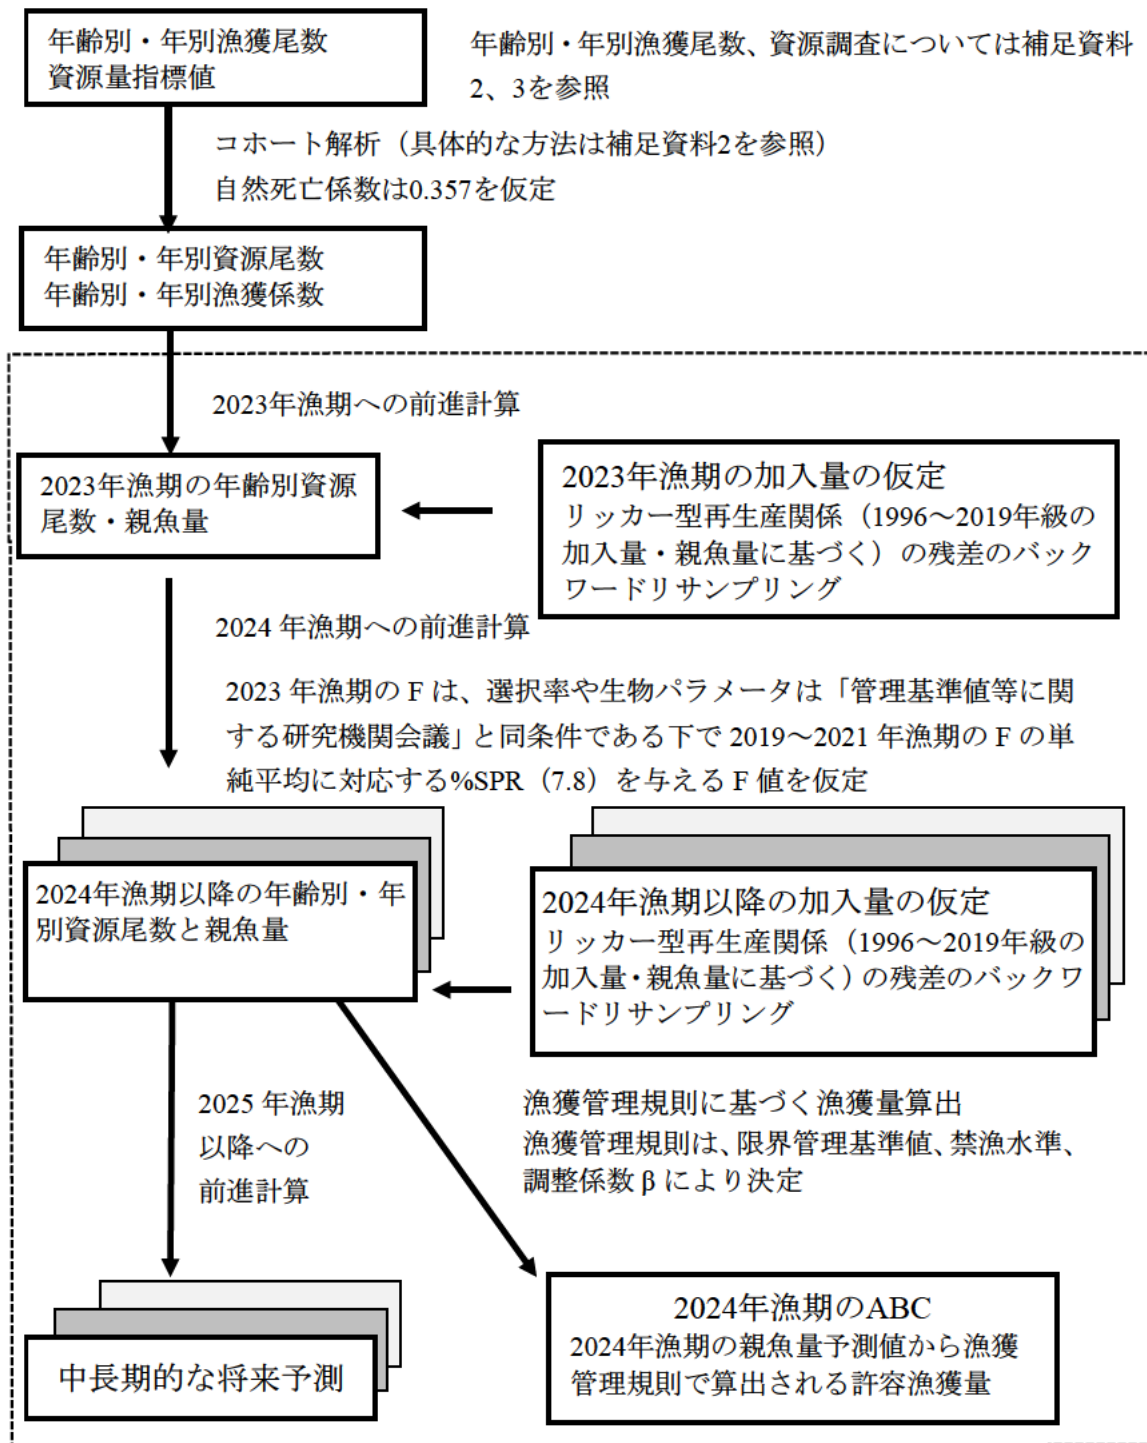 年齢別・年別漁獲尾数
資源量指標値
年齢別・年別漁獲尾数、資源調査については補足資料
2、3を参照
コホート解析（具体的な方法は補足資料2を参照）
自然死亡係数は0.357を仮定
年齢別・年別資源尾数
年齢別・年別漁獲係数
2023年漁期への前進計算
2023年漁期の年齢別資源
尾数・親魚量
2023年漁期の加入量の仮定
リッカー型再生産関係（1996～2019年級の
加入量・親魚量に基づく）の残差のバック
ワードリサンプリング
2024 年漁期への前進計算
2023 年漁期の F は、選択率や生物パラメータは「管理基準値等に関
する研究機関会議」と同条件である下で 2019～2021 年漁期の F の単
純平均に対応する%SPR（7.8）を与える F 値を仮定
2024年漁期以降の年齢別・年
別資源尾数と親魚量
2024年漁期以降の加入量の仮定
リッカー型再生産関係（1996～2019年級の
加入量・親魚量に基づく）の残差のバックワ
ードリサンプリング
2025 年漁期
以降への
前進計算
漁獲管理規則に基づく漁獲量算出
漁獲管理規則は、限界管理基準値、禁漁水準、
調整係数 β により決定
中長期的な将来予測
2024年漁期のABC
2024年漁期の親魚量予測値から漁獲
管理規則で算出される許容漁獲量